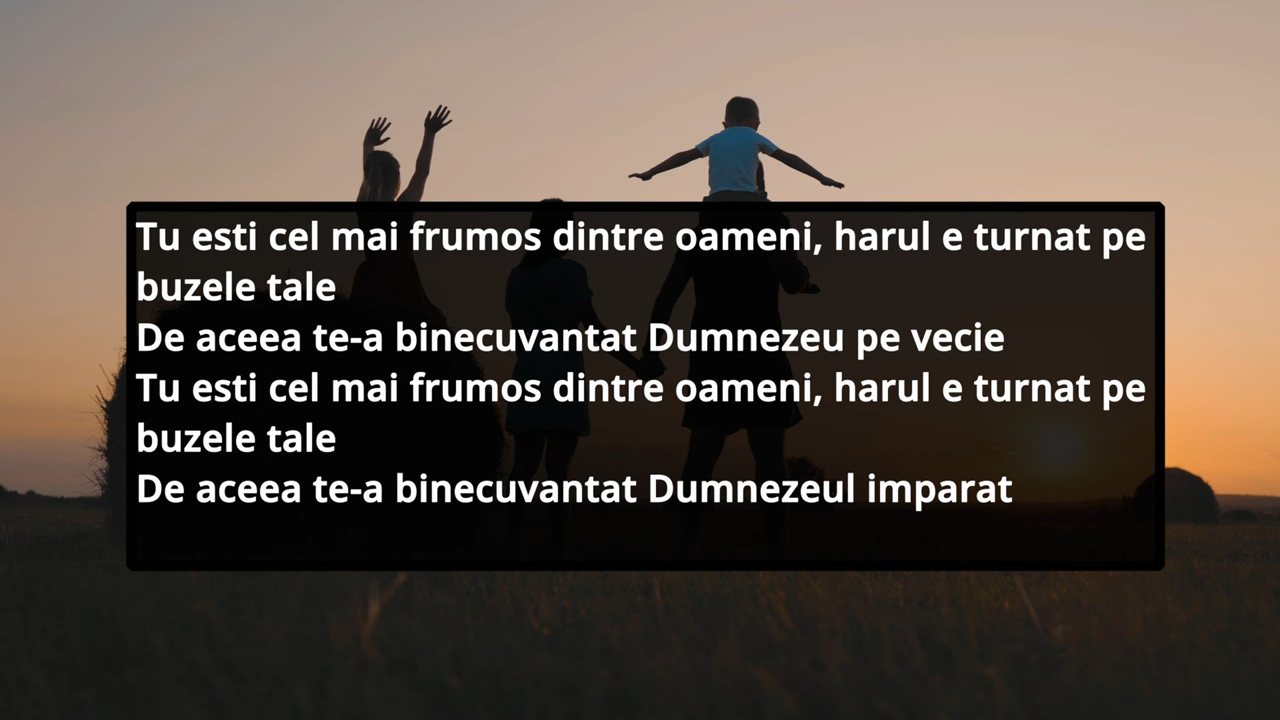 Tu esti cel mai frumos dintre oameni, harul e turnat pe
buzele tale
De aceea te-a binecuvantat Dumnezeu pe vecie
Tu esti cel mai frumos dintre oameni, harul e turnat pe
buzele tale
De aceea te-a binecuvantat Dumnezeul imparat